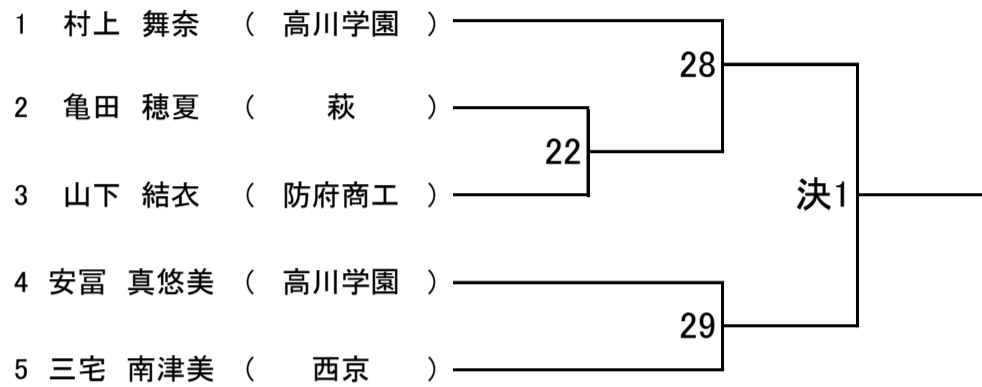 1 村上 舞奈 ( 高川学園 )
28
2 亀田 穂夏 ( 萩 )
22
3 山下 結衣 ( 防府商工 )
決1
4 安冨 真悠美 ( 高川学園 )
29
5 三宅 南津美 ( 西京 )